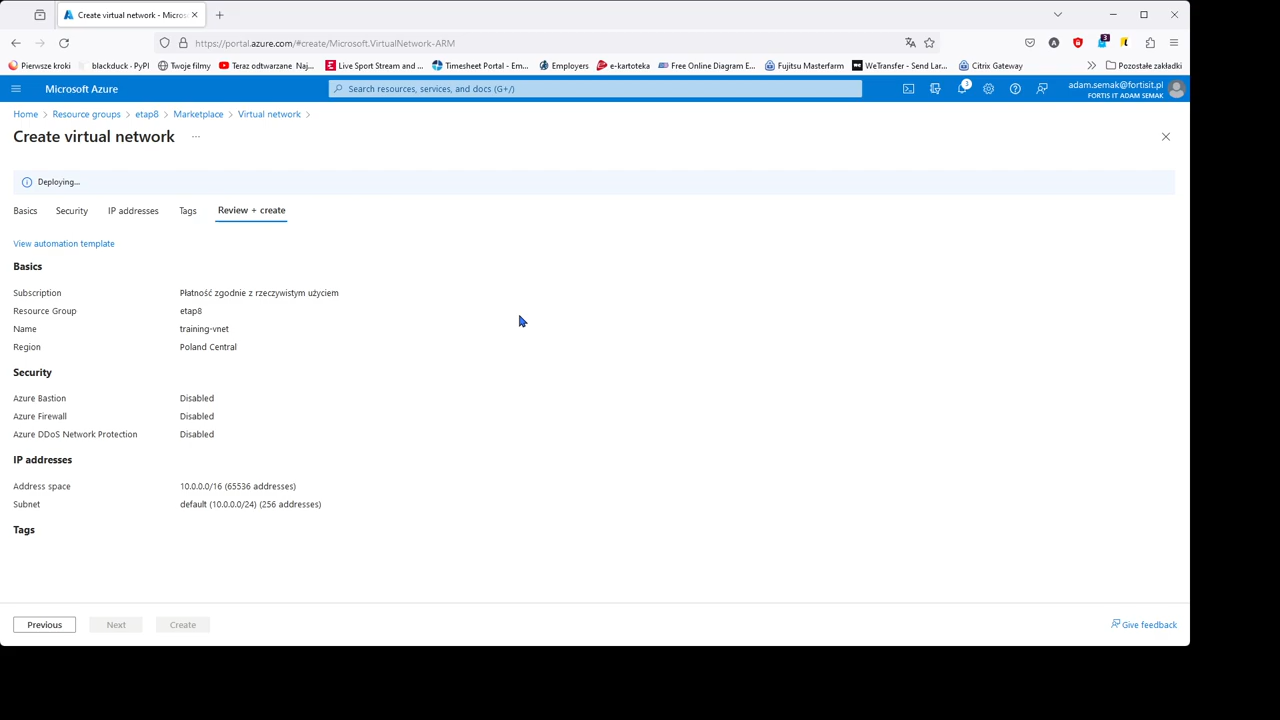 Create virtual network - Micros
https://portal.azure.com/#create/Microsoft.VirtualNetwork-ARM
3
Pierwsze kroki blackduck · PyPI Twoje filmy Teraz odtwarzane Naj... Live Sport Stream and ... Timesheet Portal - Em... Employers e-kartoteka Free Online Diagram E... Fujitsu Masterfarm WeTransfer - Send Lar... Citrix Gateway Pozostałe zakładki
Microsoft Azure
Search resources, services, and docs (G+/)
3
adam.semak@fortisit.pl
FORTIS IT ADAM SEMAK
Home > Resource groups > etap8 > Marketplace > Virtual network >
Create virtual network ...
Deploying...
Basics Security IP addresses Tags Review + create
View automation template
Basics
Subscription Płatność zgodnie z rzeczywistym użyciem
Resource Group etap8
Name training-vnet
Region Poland Central
Security
Azure Bastion Disabled
Azure Firewall Disabled
Azure DDoS Network Protection Disabled
IP addresses
Address space 10.0.0.0/16 (65536 addresses)
Subnet default (10.0.0.0/24) (256 addresses)
Tags
Previous Next Create Give feedback